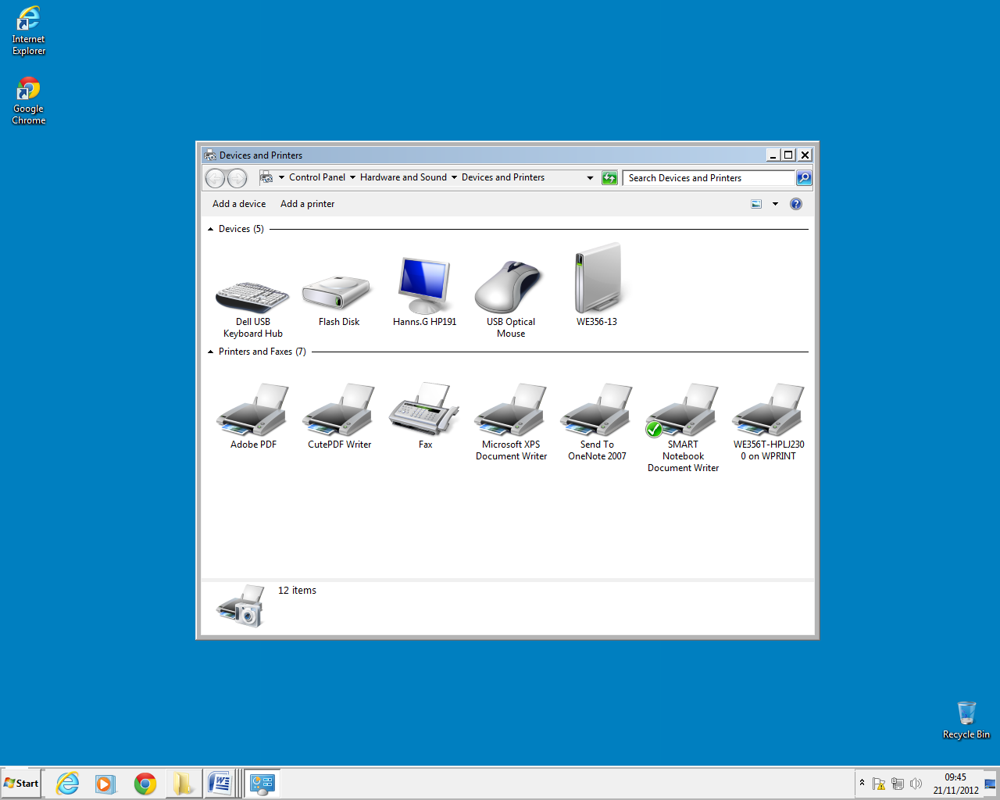 Internet
Explorer
Google
Chrome
Devices and Printers
Control Panel Hardware and Sound Devices and Printers
Search Devices and Printers
Add a device Add a printer
Devices (5)
Dell USB
Keyboard Hub
Flash Disk
Hanns.G HP191
USB Optical
Mouse
WE356-13
Printers and Faxes (7)
Adobe PDF
CutePDF Writer
Fax
Microsoft XPS
Document Writer
Send To
OneNote 2007
SMART
Notebook
Document Writer
WE356T-HPLJ230
0 on WPRINT
12 items
Recycle Bin
Start
09:45
21/11/2012